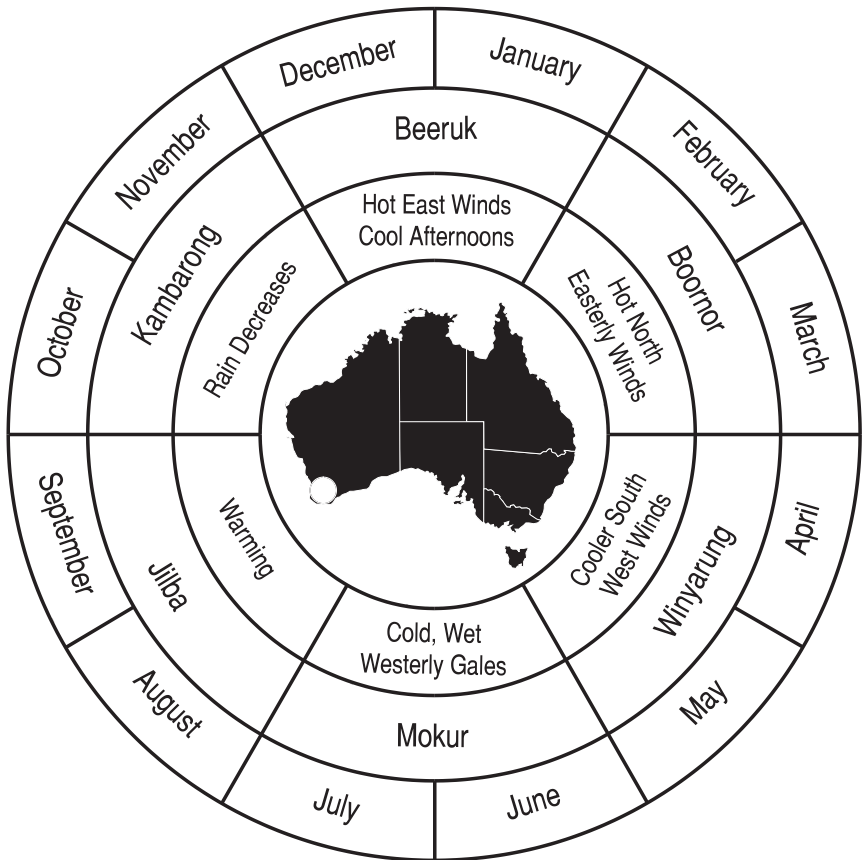 December
January
February
March
April
May
June
July
August
September
October
November
Beeruk
Boornor
Winyarung
Mokur
Jilba
Kambarong
Hot East Winds
Cool Afternoons
Hot North
Easterly Winds
Cooler South
West Winds
Cold, Wet
Westerly Gales
Warming
Rain Decreases